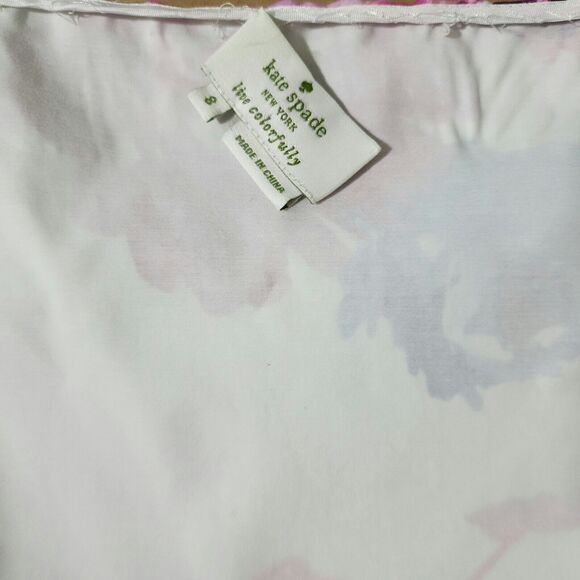 kate spade
NEW YORK
live colorfully
8
MADE IN CHINA